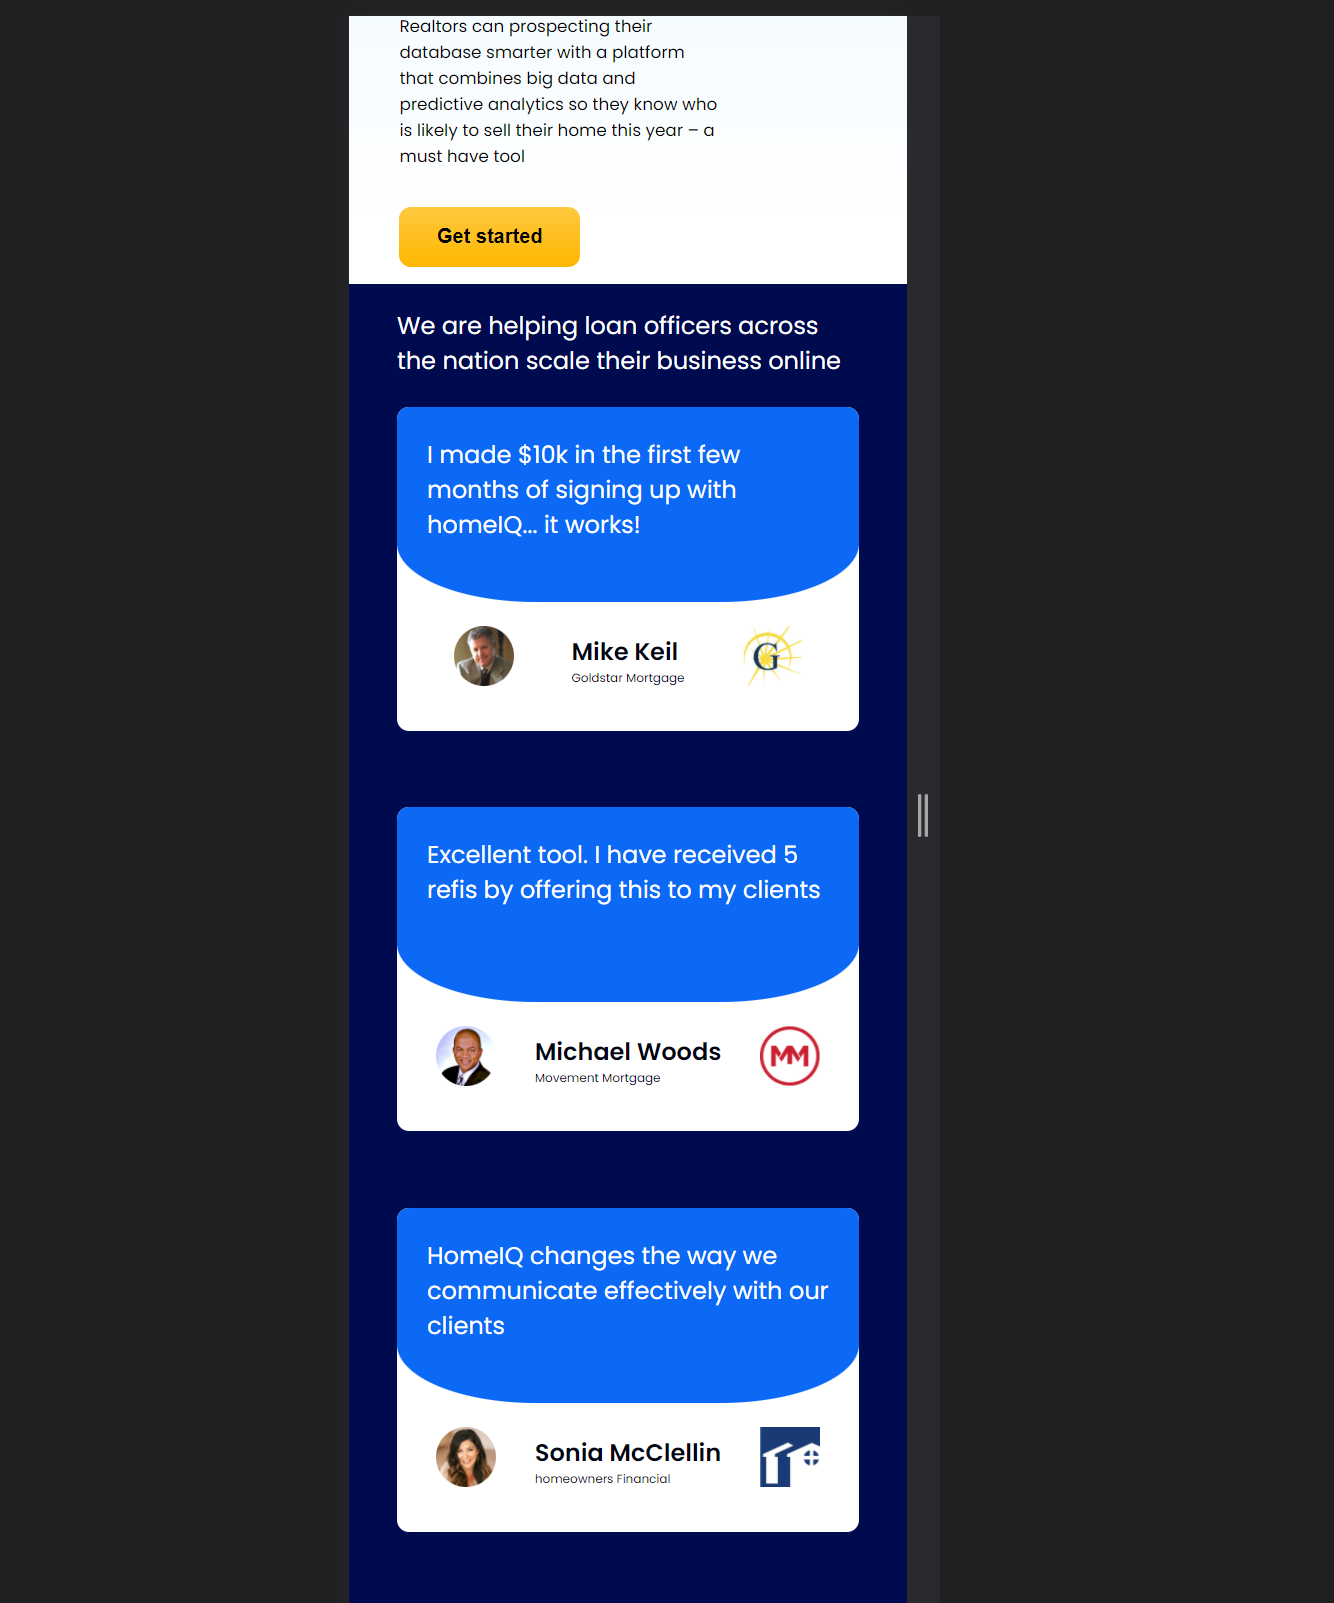 Realtors can prospecting their
database smarter with a platform
that combines big data and
predictive analytics so they know who
is likely to sell their home this year – a
must have tool
Get started
We are helping loan officers across
the nation scale their business online
I made $10k in the first few
months of signing up with
homeIQ... it works!
Mike Keil
Goldstar Mortgage
G
Excellent tool. I have received 5
refis by offering this to my clients
Michael Woods
Movement Mortgage
MM
HomeIQ changes the way we
communicate effectively with our
clients
Sonia McClellin
homeowners Financial